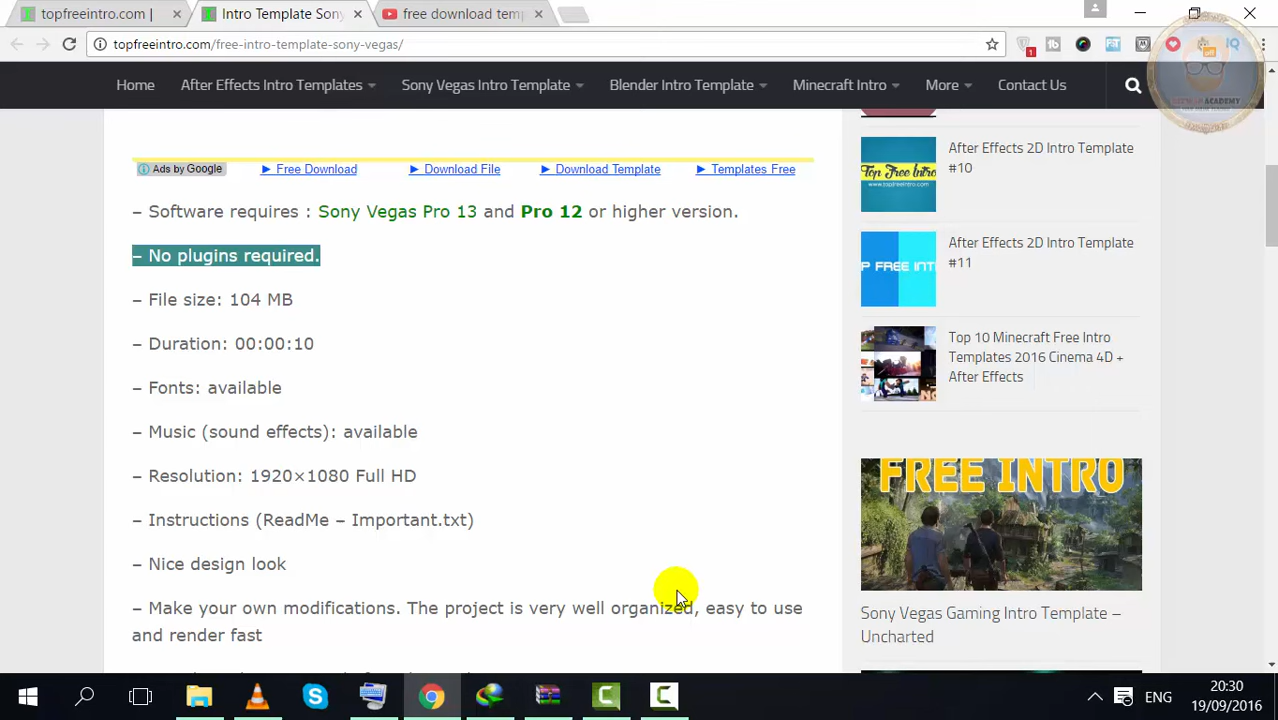 topfreeintro.com |
Intro Template Sony
free download temp
topfreeintro.com/free-intro-template-sony-vegas/
1
off
Home
After Effects Intro Templates
Sony Vegas Intro Template
Blender Intro Template
Minecraft Intro
More
Contact Us
Ads by Google
► Free Download
► Download File
► Download Template
► Templates Free
– Software requires : Sony Vegas Pro 13 and Pro 12 or higher version.
– No plugins required.
– File size: 104 MB
– Duration: 00:00:10
– Fonts: available
– Music (sound effects): available
– Resolution: 1920×1080 Full HD
– Instructions (ReadMe – Important.txt)
– Nice design look
– Make your own modifications. The project is very well organized, easy to use
and render fast
Top Free Intro
After Effects 2D Intro Template
#10
After Effects 2D Intro Template
#11
Top 10 Minecraft Free Intro
Templates 2016 Cinema 4D +
After Effects
FREE INTRO
Sony Vegas Gaming Intro Template –
Uncharted
ENG
20:30
19/09/2016